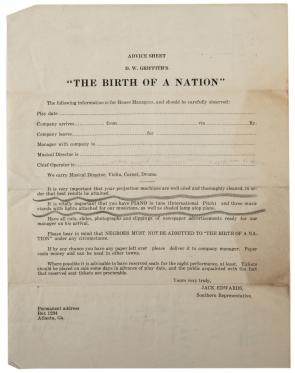 ADVICE SHEET
D. W. GRIFFITH'S
"THE BIRTH OF A NATION"
The following information is for House Managers, and should be carefully observed:
Play date
Company arrives from via Ry.
Company leaves for
Manager with company is
Musical Director is
Chief Operator is
We carry Musical Director, Violin, Cornet, Drums.
It is very important that your projection machines are well oiled and thoroughly cleaned, in or-
der that best results be attained.
It is vitally important that you have PIANO in tune (International Pitch) and three music
stands with lights attached for our musicians, as well as shaded lamp atop piano.
Have all cuts, slides, photographs and clippings of newspaper advertisements ready for our
manager on his arrival.
Please bear in mind that NEGROES MUST NOT BE ADMITTED TO "THE BIRTH OF A NA-
TION" under any circumstances.
If by any chance you have any paper left over please deliver it to company manager. Paper
costs money and can be used in other towns.
Where possible it is advisable to have reserved seats for the night performance, at least. Tickets
should be placed on sale some days in advance of play date, and the public acquainted with the fact
that reserved seat tickets are procurable.
Yours very truly,
JACK EDWARDS,
Southern Representative.
Permanent address
Box 1234
Atlanta, Ga.